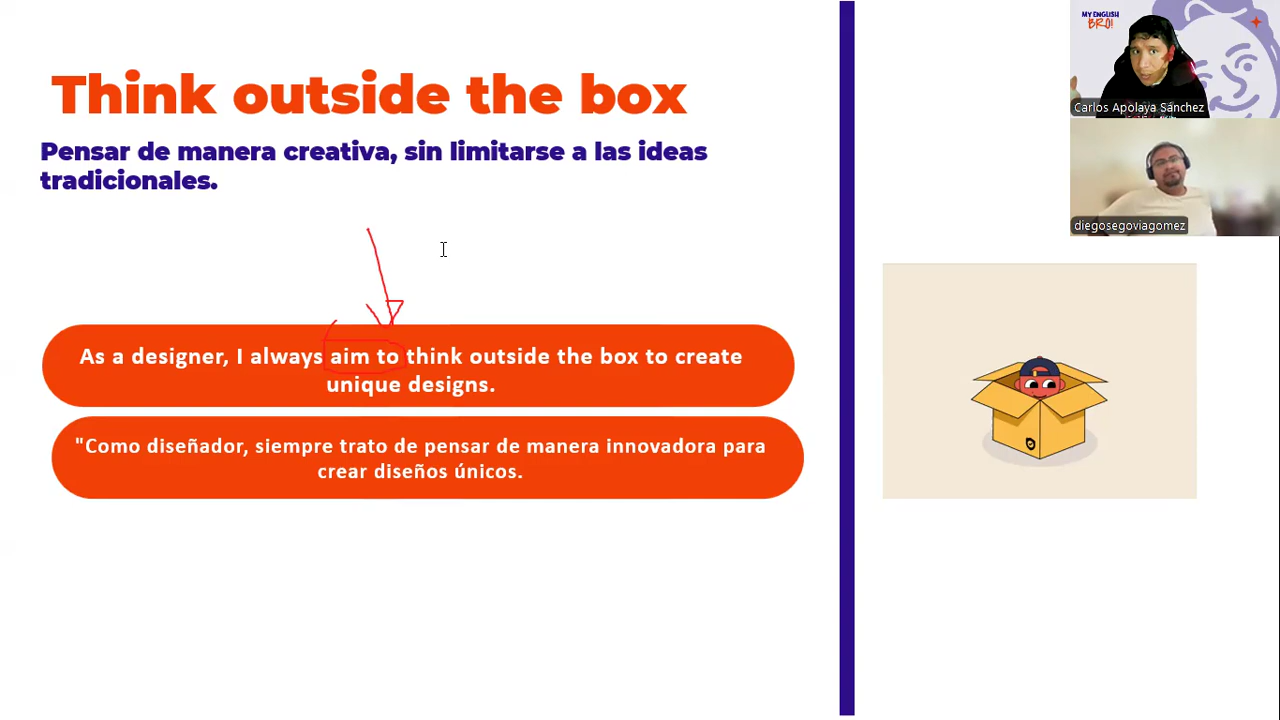 Think outside the box
Pensar de manera creativa, sin limitarse a las ideas
tradicionales.
As a designer, I always aim to think outside the box to create
unique designs.
"Como diseñador, siempre trato de pensar de manera innovadora para
crear diseños únicos.
MY ENGLISH
BRO!
Carlos Apolaya Sánchez
diegosegoviagomez